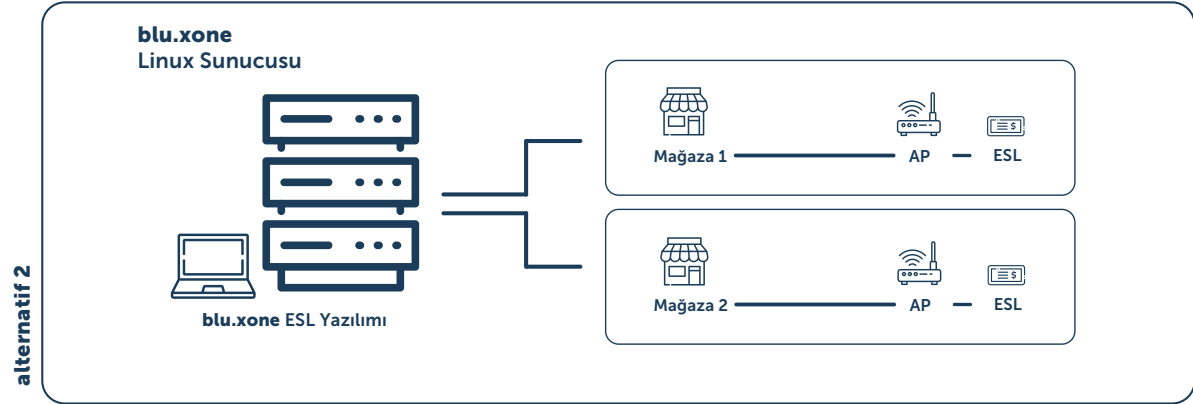 blu.xone
Linux Sunucusu
Mağaza 1
AP
ESL
Mağaza 2
AP
ESL
blu.xone ESL Yazılımı
alternatif 2